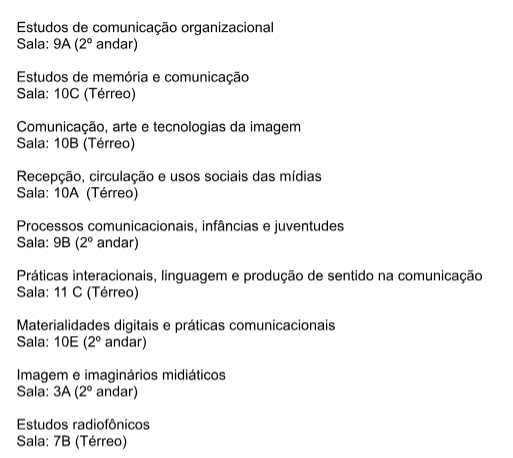 Estudos de comunicação organizacional
Sala: 9A (2º andar)
Estudos de memória e comunicação
Sala: 10C (Térreo)
Comunicação, arte e tecnologias da imagem
Sala: 10B (Térreo)
Recepção, circulação e usos sociais das mídias
Sala: 10A (Térreo)
Processos comunicacionais, infâncias e juventudes
Sala: 9B (2º andar)
Práticas interacionais, linguagem e produção de sentido na comunicação
Sala: 11 C (Térreo)
Materialidades digitais e práticas comunicacionais
Sala: 10E (2º andar)
Imagem e imaginários midiáticos
Sala: 3A (2º andar)
Estudos radiofônicos
Sala: 7B (Térreo)